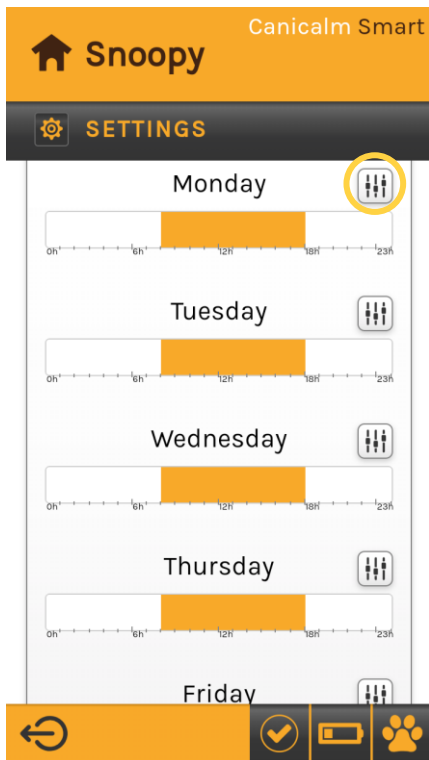 Canicalm Smart
Snoopy
SETTINGS
Monday
0h 6h 12h 18h 23h
Tuesday
0h 6h 12h 18h 23h
Wednesday
0h 6h 12h 18h 23h
Thursday
0h 6h 12h 18h 23h
Friday